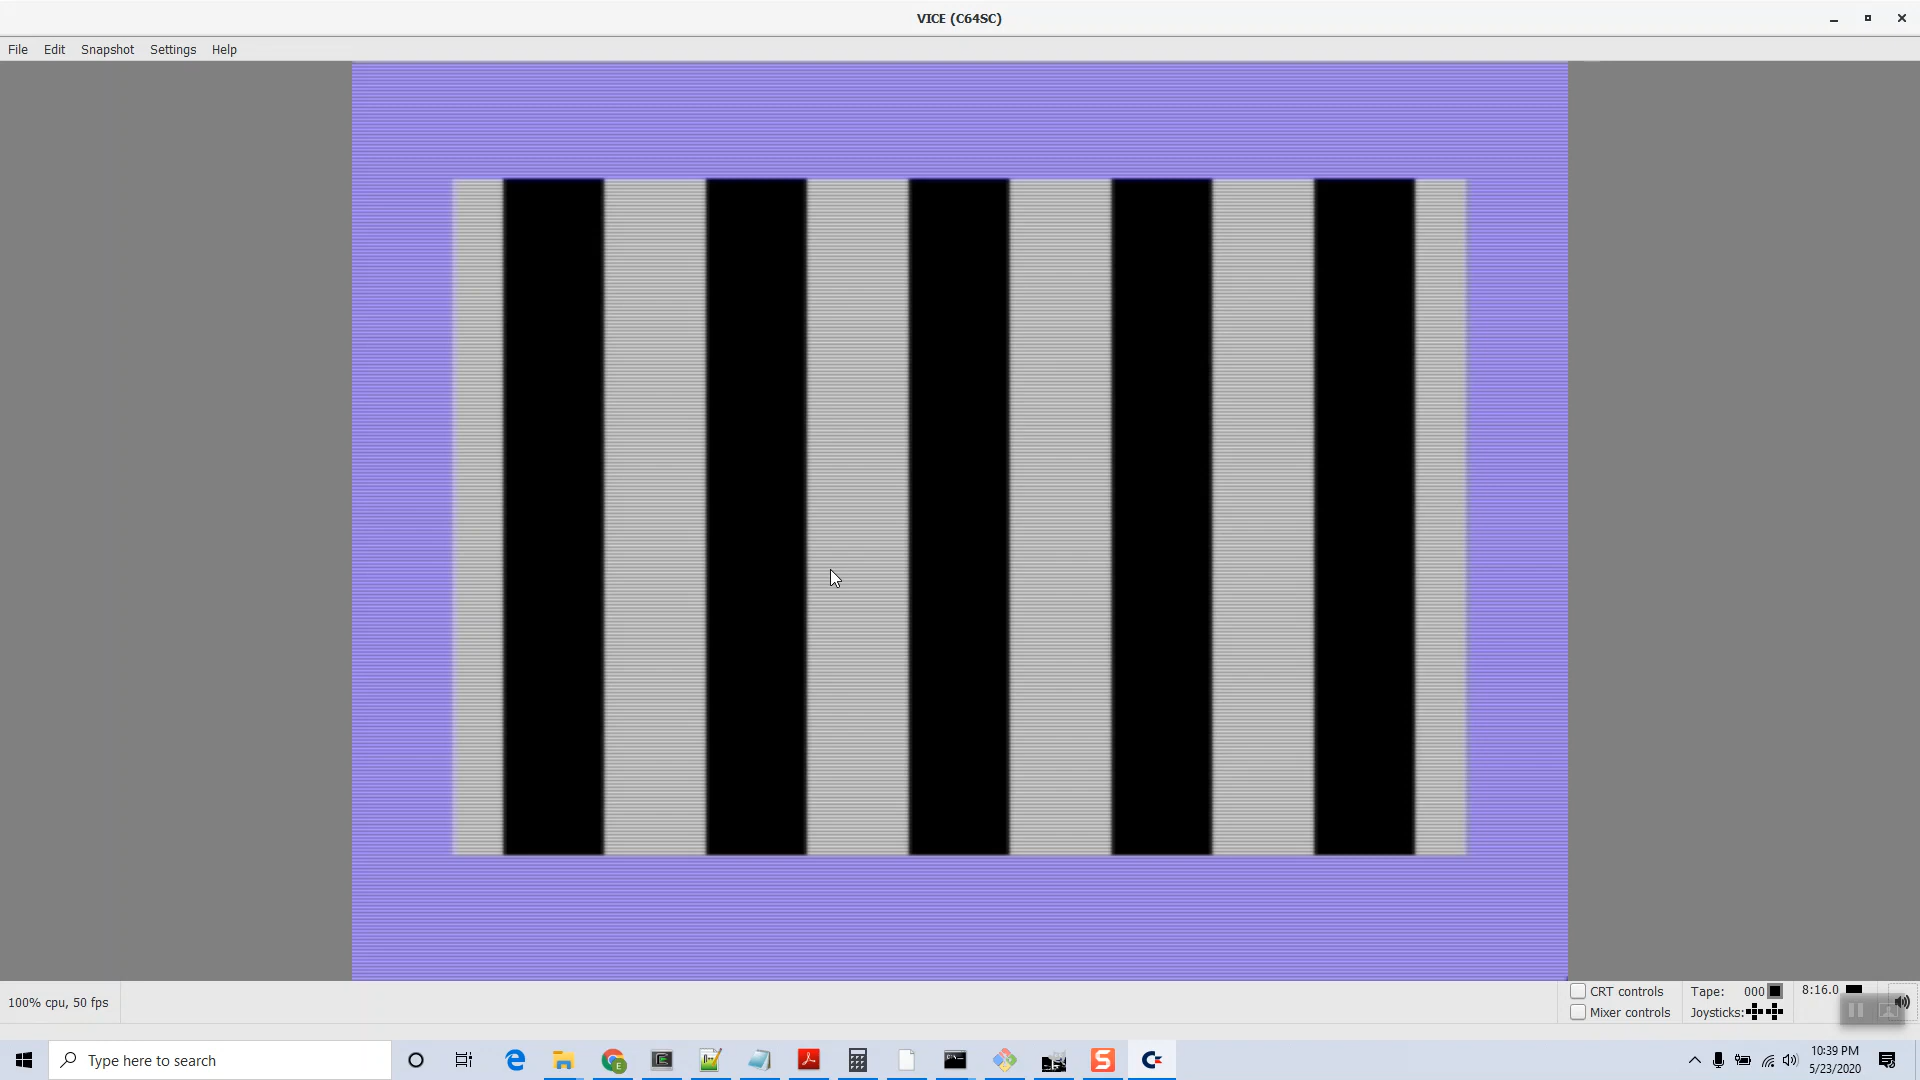 VICE (C64SC)
File Edit Snapshot Settings Help
100% cpu, 50 fps
CRT controls
Mixer controls
Tape: 000
Joysticks:
8:16.0
Type here to search
10:39 PM
5/23/2020